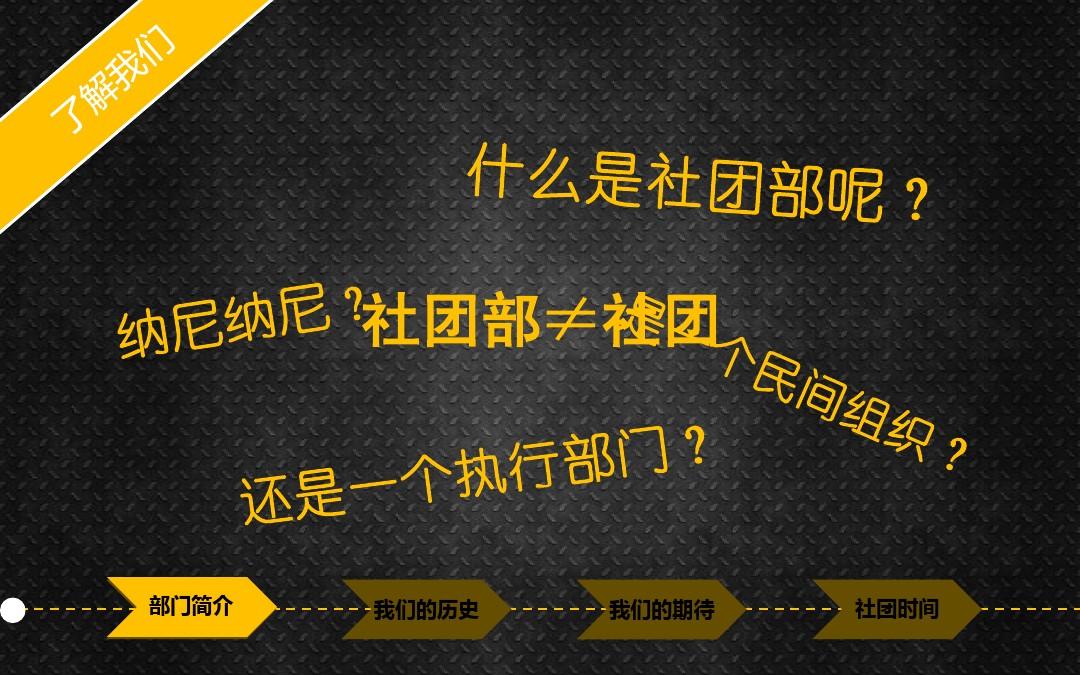 了解我们
什么是社团部呢？
纳尼纳尼？
社团部≠社团
是一个民间组织？
还是一个执行部门？
部门简介
我们的历史
我们的期待
社团时间